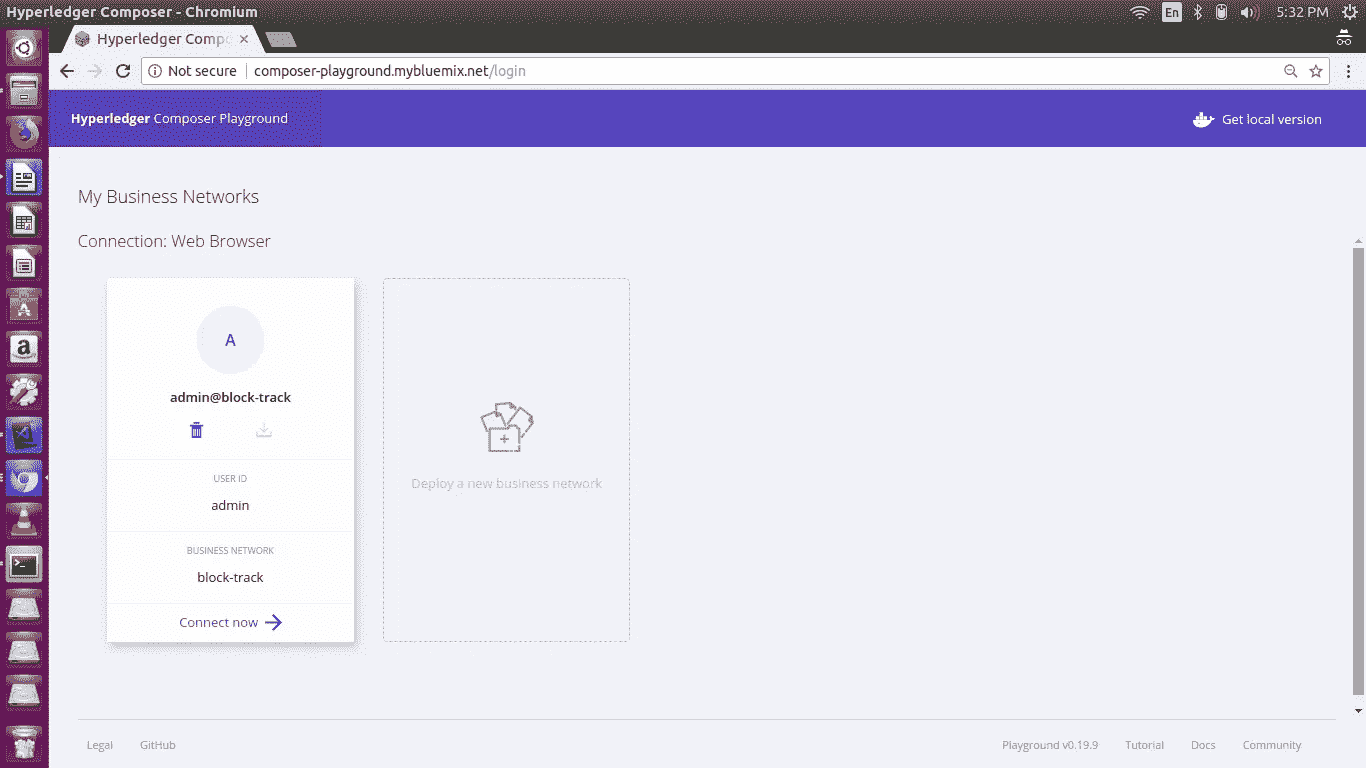 Hyperledger Composer - Chromium
En
5:32 PM
Hyperledger Comp
Not secure
composer-playground.mybluemix.net/login
Hyperledger Composer Playground
Get local version
My Business Networks
Connection: Web Browser
A
admin@block-track
USER ID
admin
BUSINESS NETWORK
block-track
Connect now
Deploy a new business network
Legal
GitHub
Playground v0.19.9
Tutorial
Docs
Community